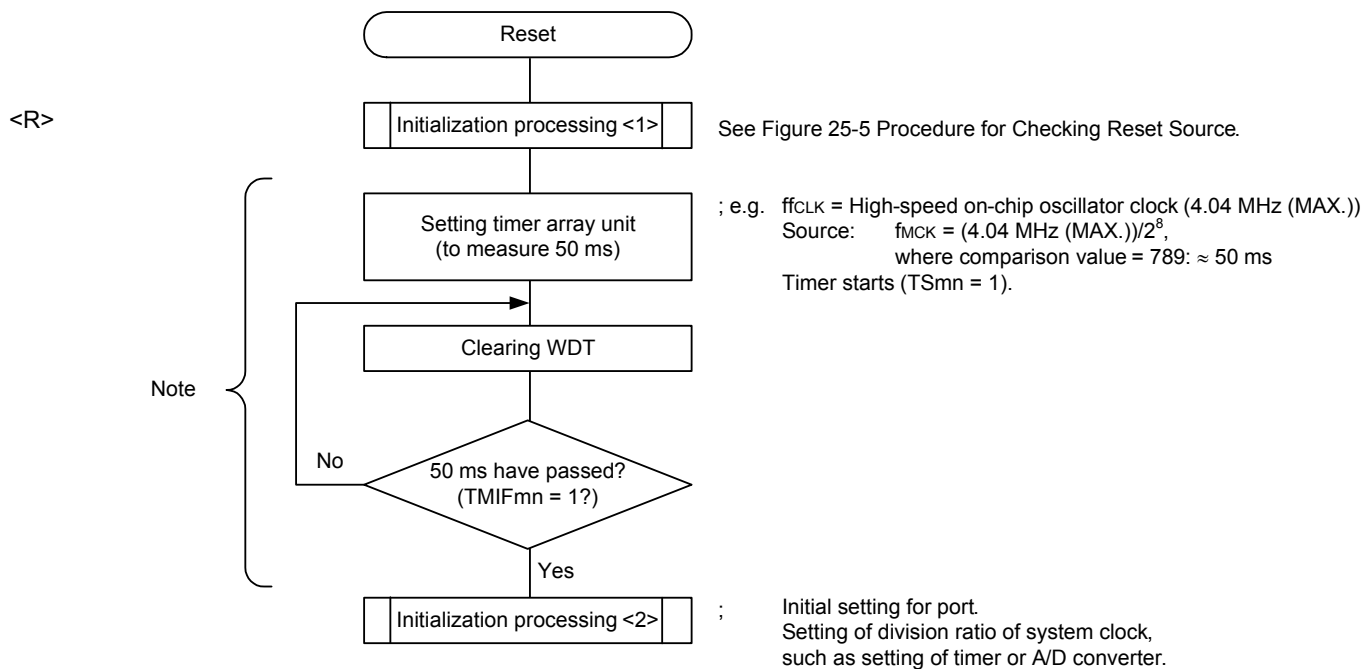 Reset
<R>
Initialization processing <1>
See Figure 25-5 Procedure for Checking Reset Source.
Setting timer array unit
(to measure 50 ms)
; e.g. ffCLK = High-speed on-chip oscillator clock (4.04 MHz (MAX.))
Source: fMCK = (4.04 MHz (MAX.))/2⁸,
where comparison value = 789: ≈ 50 ms
Timer starts (TSmn = 1).
Clearing WDT
Note
No
50 ms have passed?
(TMIFmn = 1?)
Yes
Initialization processing <2>
; Initial setting for port.
Setting of division ratio of system clock,
such as setting of timer or A/D converter.